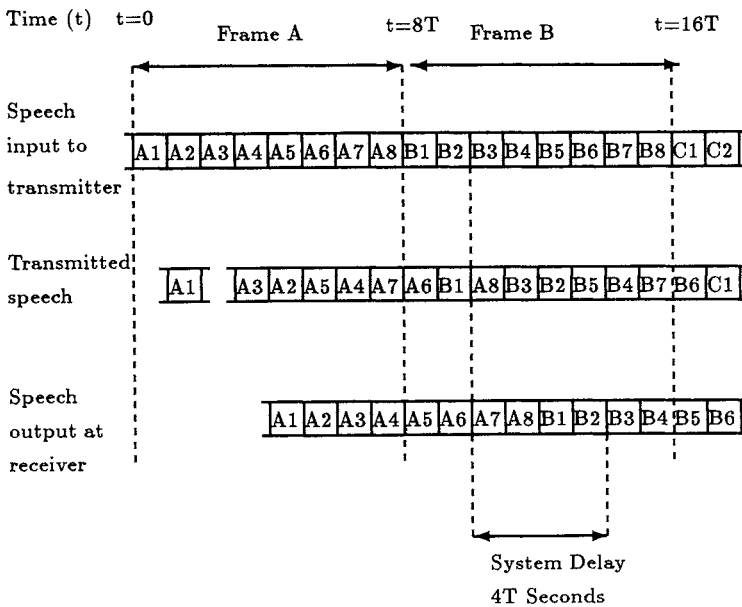 Time (t) t=0 Frame A t=8T Frame B t=16T
Speech
input to
transmitter
A1 A2 A3 A4 A5 A6 A7 A8 B1 B2 B3 B4 B5 B6 B7 B8 C1 C2
Transmitted
speech
A1 A3 A2 A5 A4 A7 A6 B1 A8 B3 B2 B5 B4 B7 B6 C1
Speech
output at
receiver
A1 A2 A3 A4 A5 A6 A7 A8 B1 B2 B3 B4 B5 B6
System Delay
4T Seconds